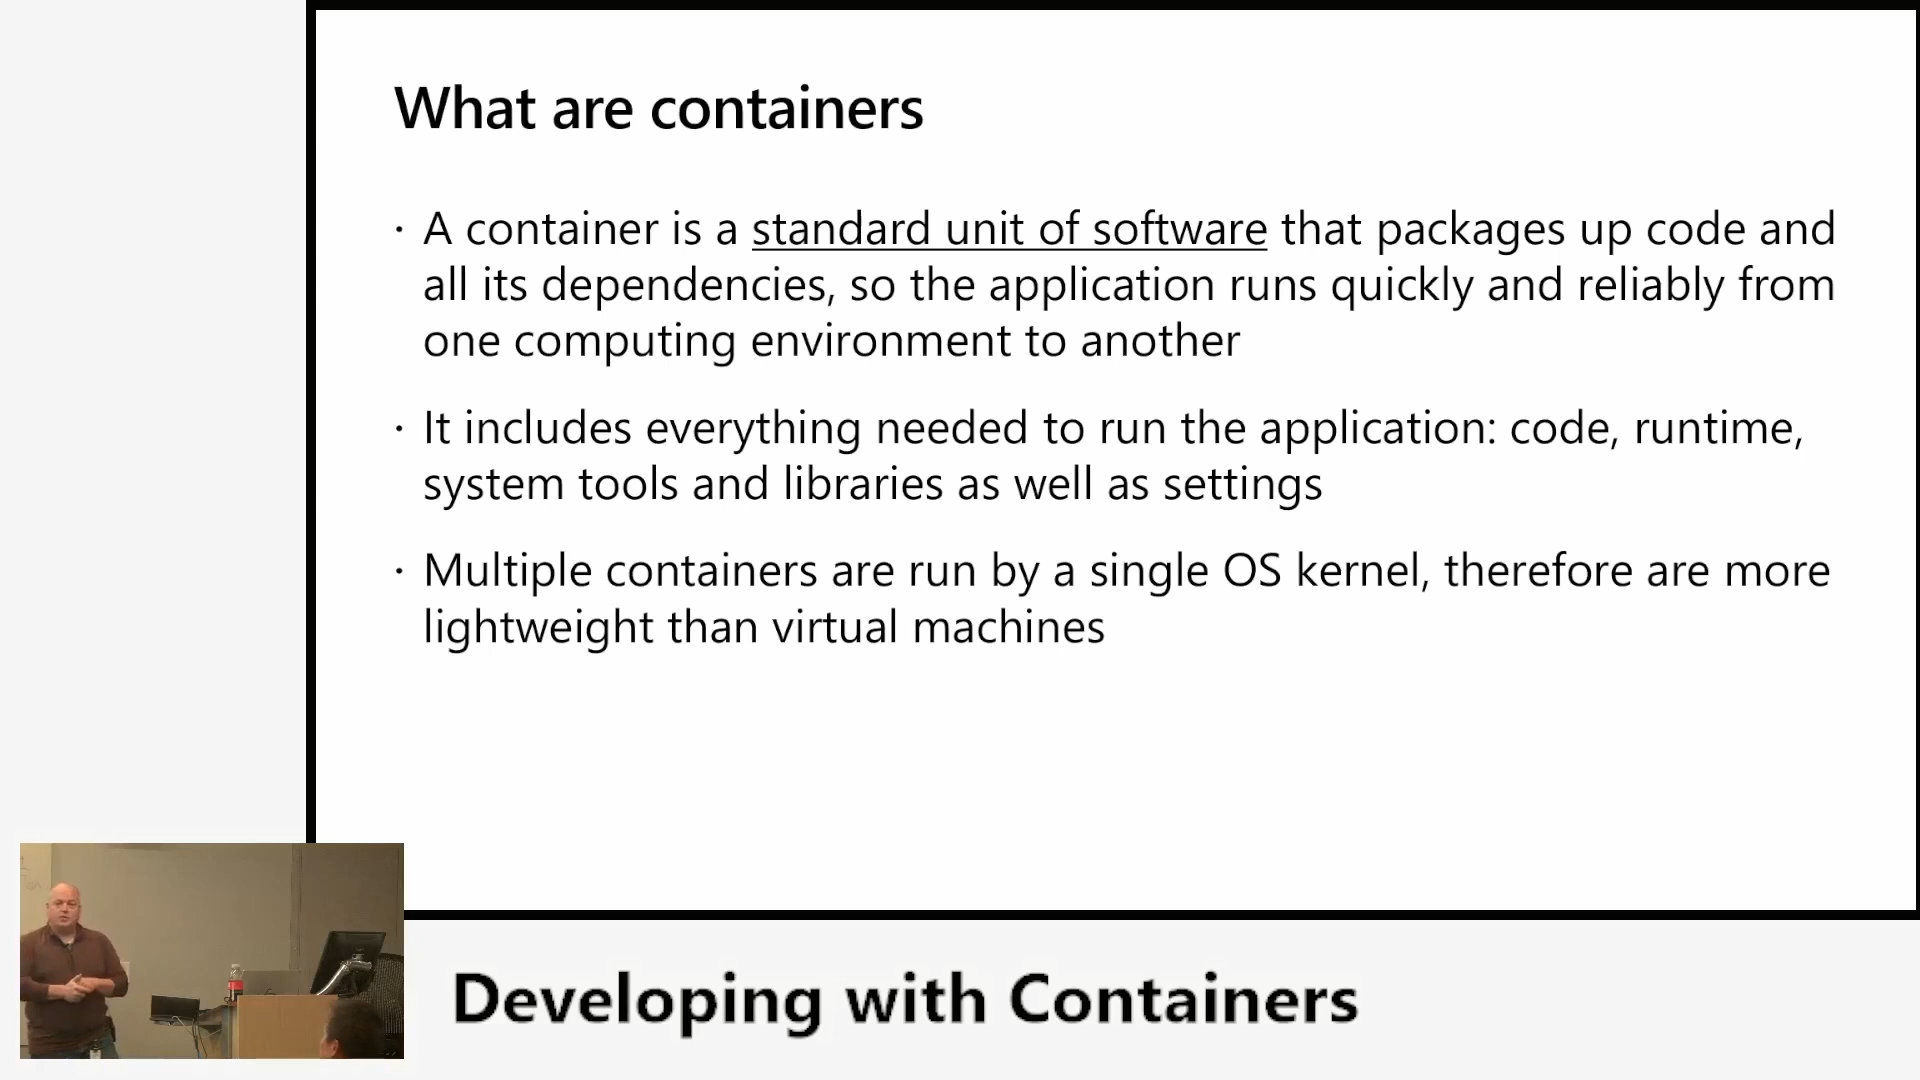 What are containers
· A container is a standard unit of software that packages up code and
all its dependencies, so the application runs quickly and reliably from
one computing environment to another
· It includes everything needed to run the application: code, runtime,
system tools and libraries as well as settings
· Multiple containers are run by a single OS kernel, therefore are more
lightweight than virtual machines
Developing with Containers